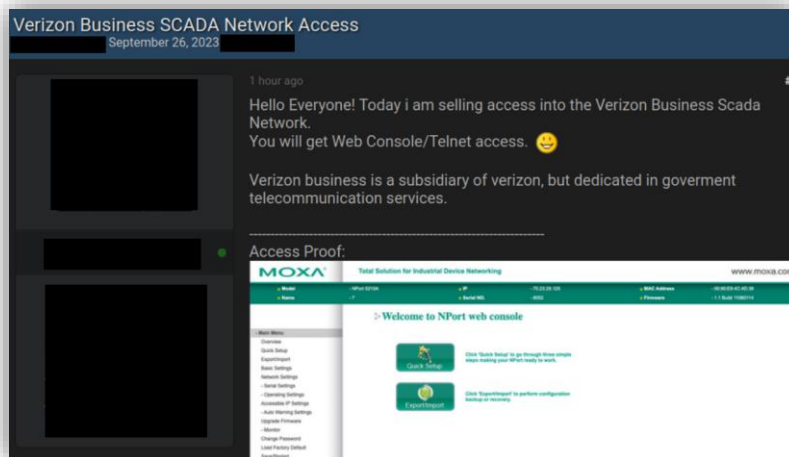 Verizon Business SCADA Network Access
September 26, 2023
1 hour ago
#
Hello Everyone! Today i am selling access into the Verizon Business Scada
Network.
You will get Web Console/Telnet access.
Verizon business is a subsidiary of verizon, but dedicated in goverment
telecommunication services.
Access Proof:
MOXA
Total Solution for Industrial Device Networking
www.moxa.com
Model
IP
MAC Address
Name
Serial NO.
Firmware
Welcome to NPort web console
- Main Menu
Overview
Quick Setup
Export/Import
Basic Settings
Network Settings
- Serial Settings
- Operating Settings
Accessible IP Settings
- Auto Warning Settings
Upgrade Firmware
- Monitor
Change Password
Load Factory Default
Save/Restart
Quick Setup
Click 'Quick Setup' to go through three simple
steps making your NPort ready to work.
Export/Import
Click 'Export/Import' to perform configuration
backup or recovery.